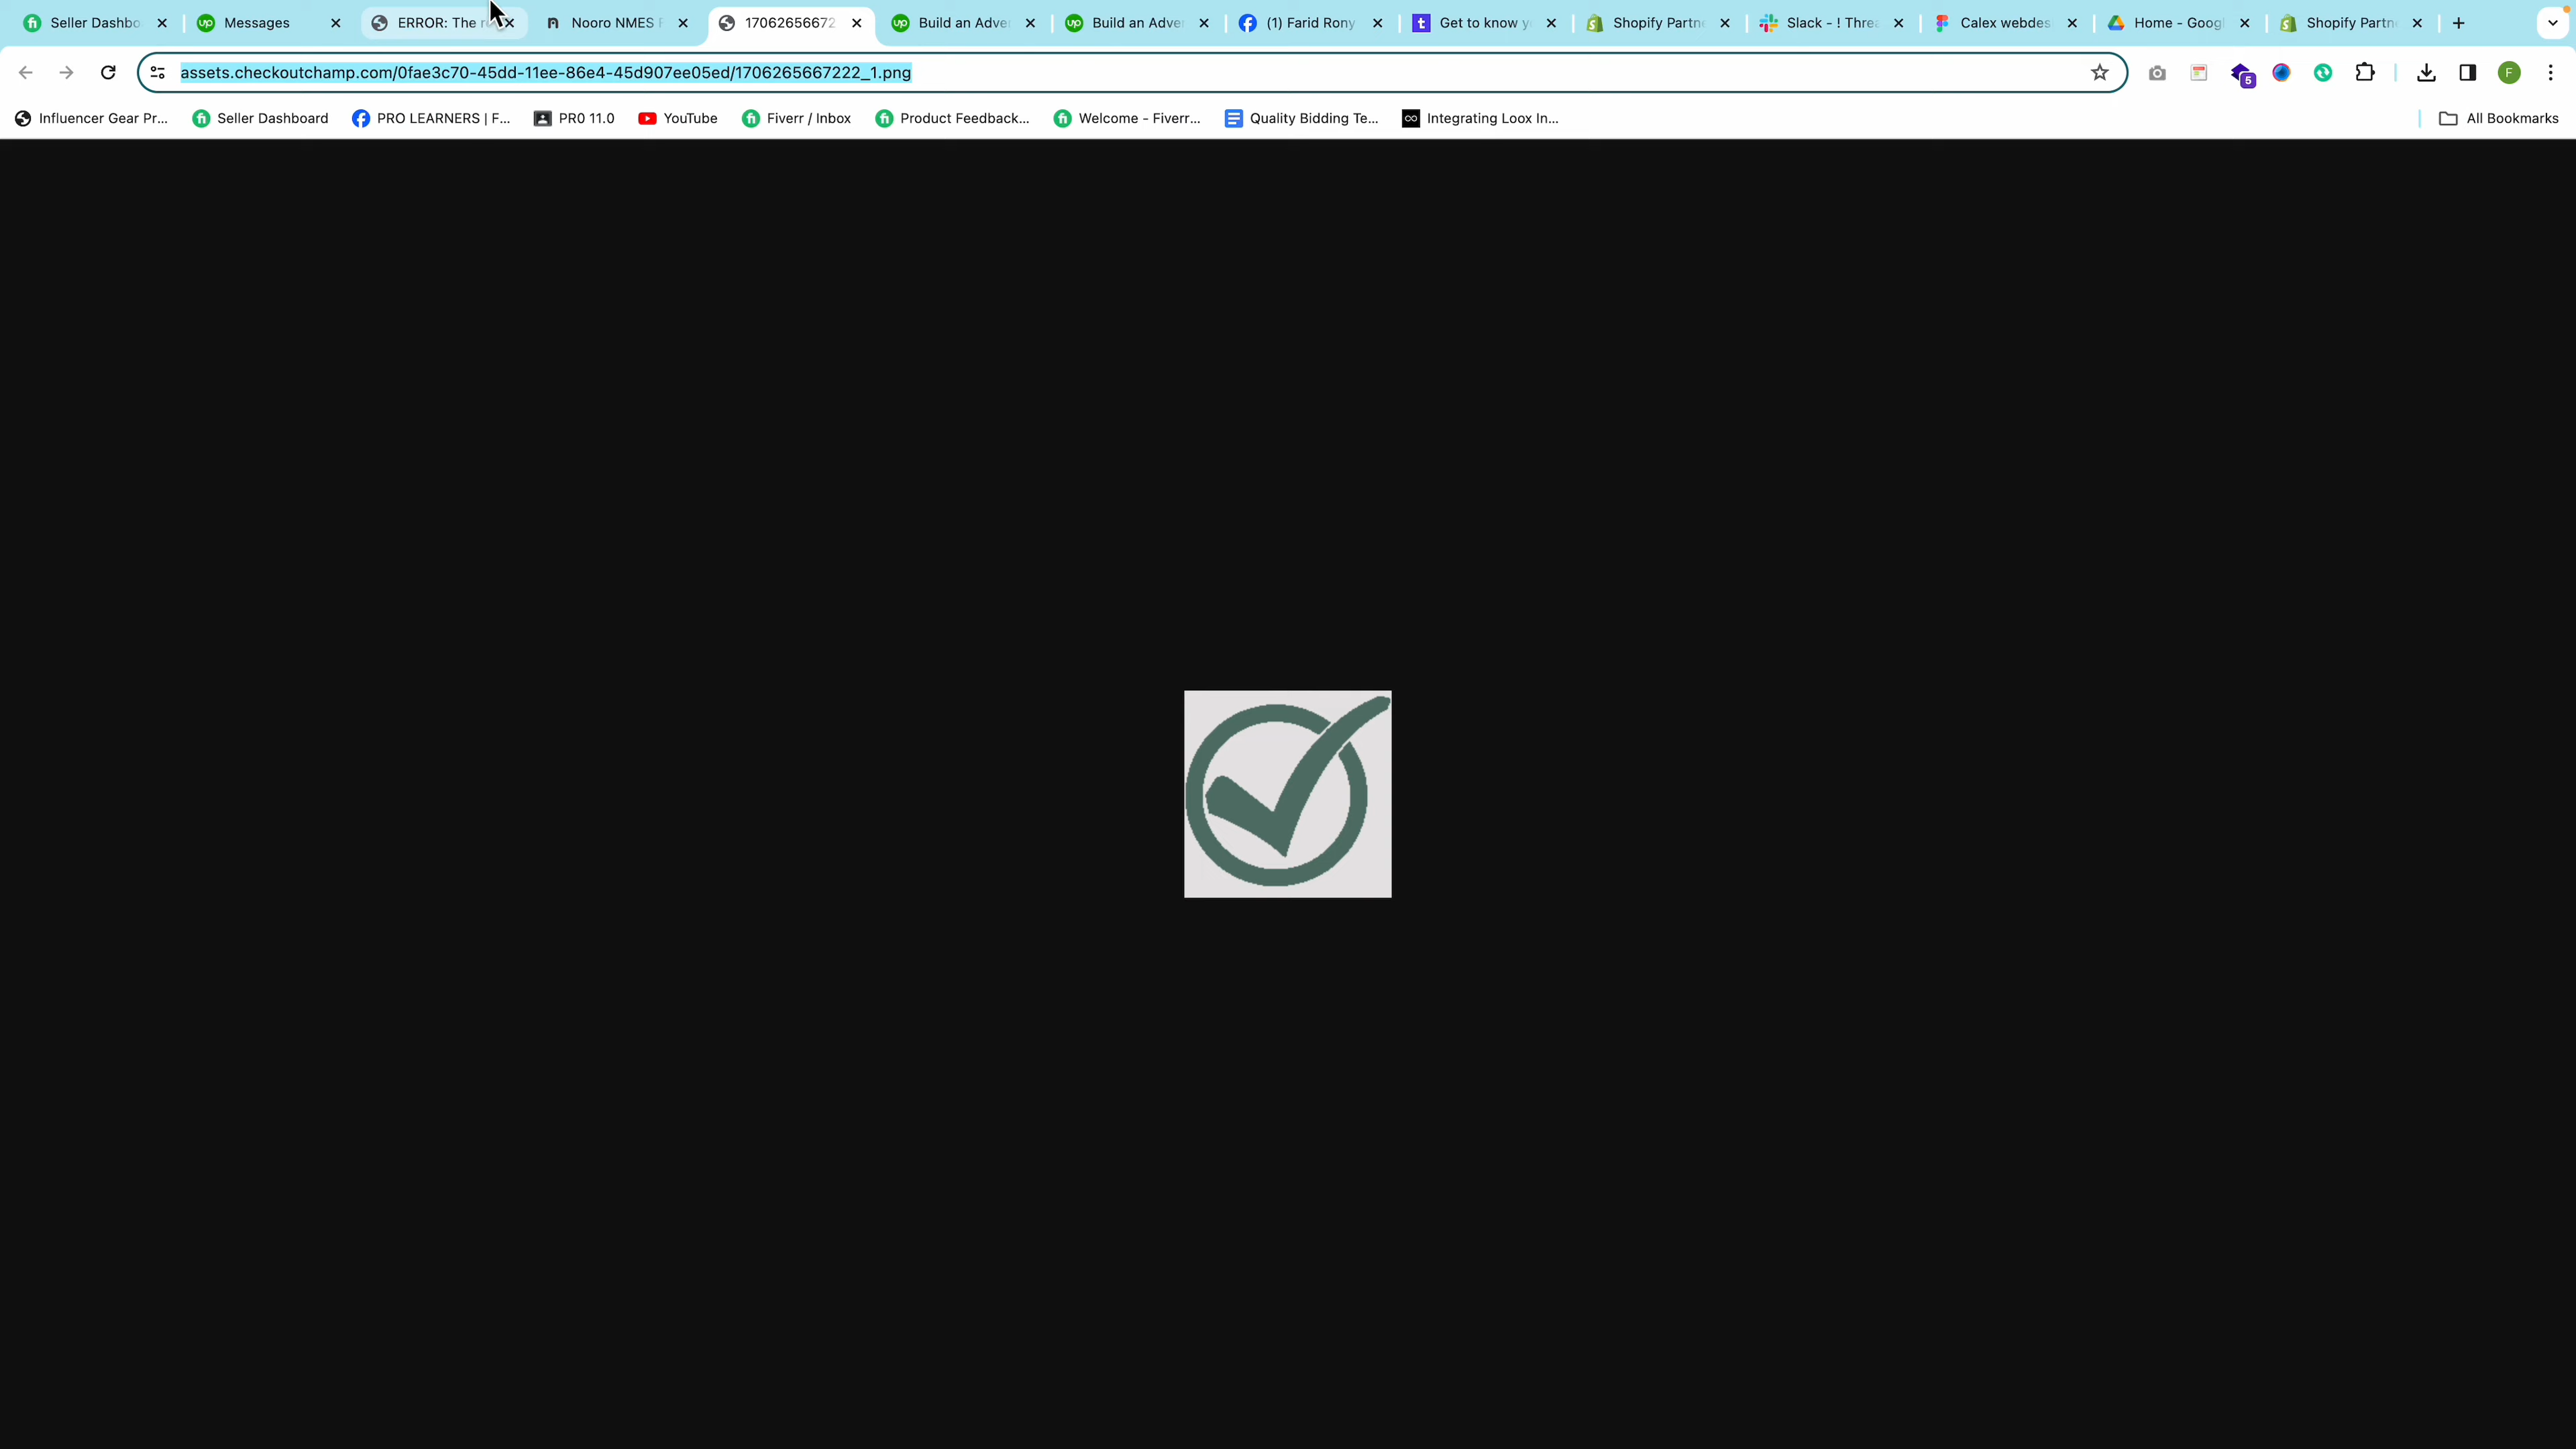 Seller Dashbo Messages ERROR: The r Nooro NMES F 17062656672 Build an Adve Build an Adve (1) Farid Rony Get to know y Shopify Partn Slack - ! Threa Calex webdes Home - Googl Shopify Partn
assets.checkoutchamp.com/0fae3c70-45dd-11ee-86e4-45d907ee05ed/1706265667222_1.png 5 F
Influencer Gear Pr... Seller Dashboard PRO LEARNERS | F... PR0 11.0 YouTube Fiverr / Inbox Product Feedback... Welcome - Fiverr... Quality Bidding Te... Integrating Loox In... All Bookmarks